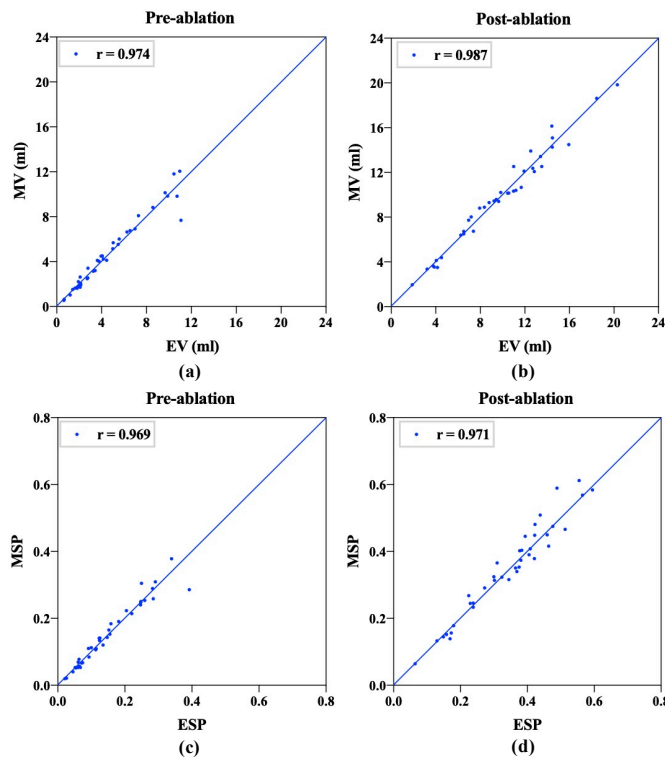 Pre-ablation
24
r = 0.974
20
16
MV (ml)
12
8
4
0
0 4 8 12 16 20 24
EV (ml)
(a)
Post-ablation
24
r = 0.987
20
16
MV (ml)
12
8
4
0
0 4 8 12 16 20 24
EV (ml)
(b)
Pre-ablation
0.8
r = 0.969
0.6
MSP
0.4
0.2
0.0
0.0 0.2 0.4 0.6 0.8
ESP
(c)
Post-ablation
0.8
r = 0.971
0.6
MSP
0.4
0.2
0.0
0.0 0.2 0.4 0.6 0.8
ESP
(d)